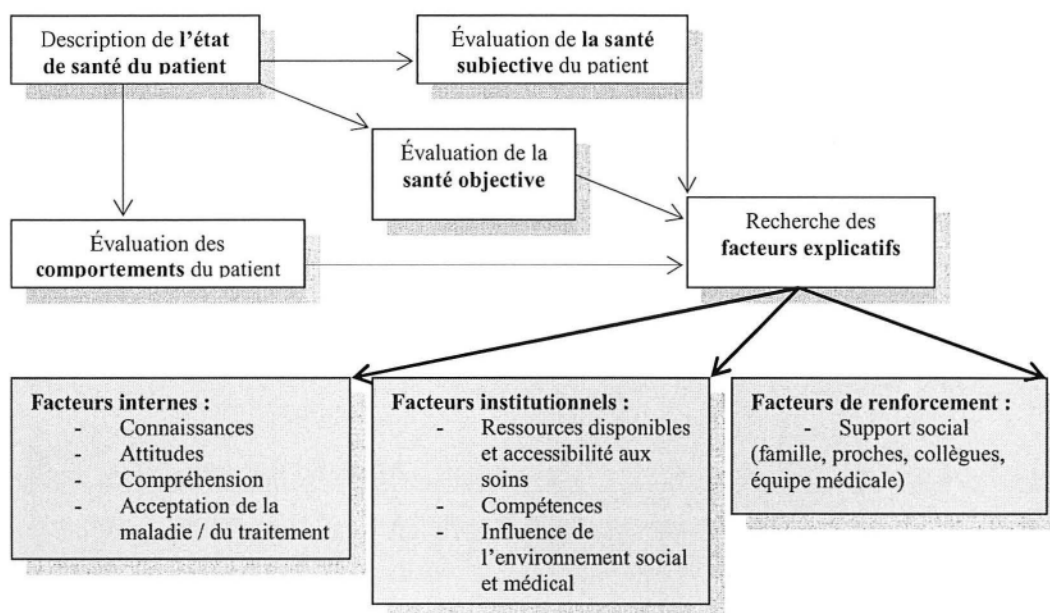 Description de l'état
de santé du patient
Évaluation de la santé
subjective du patient
Évaluation de la
santé objective
Évaluation des
comportements du patient
Recherche des
facteurs explicatifs
Facteurs internes :
- Connaissances
- Attitudes
- Compréhension
- Acceptation de la
maladie / du traitement
Facteurs institutionnels :
- Ressources disponibles
et accessibilité aux
soins
- Compétences
- Influence de
l'environnement social
et médical
Facteurs de renforcement :
- Support social
(famille, proches, collègues,
équipe médicale)